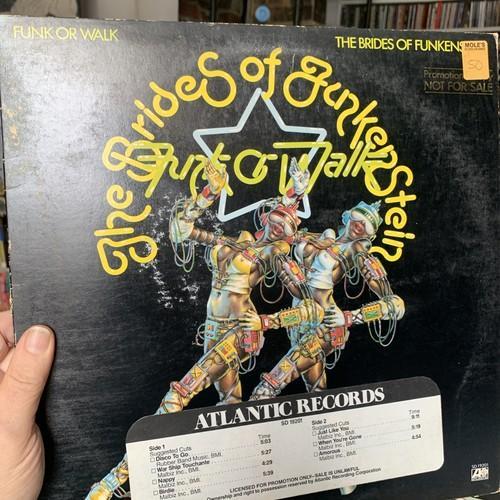 FUNK OR WALK
THE BRIDES OF FUNKENS
MOLE'S
50
Promotion
NOT FOR SALE
The Brides of Funkenstein
Funk Or Walk
ATLANTIC RECORDS
SD 19201
Side 1
Suggested Cuts Time
Disco To Go 5:03
Rubber Band Music, BMI.
War Ship Touchante 5:27
Malbiz Inc., BMI.
Nappy 4:29
Malbiz Inc., BMI.
Birdie 5:39
Malbiz Inc., BMI.
Side 2
Suggested Cuts Time
Just Like You 9:11
Malbiz Inc., BMI.
When You're Gone 5:19
Malbiz Inc., BMI.
Amorous 4:54
Malbiz Inc., BMI.
LICENSED FOR PROMOTION ONLY–SALE IS UNLAWFUL
Ownership and right to possession reserved by Atlantic Recording Corporation
SD 19201